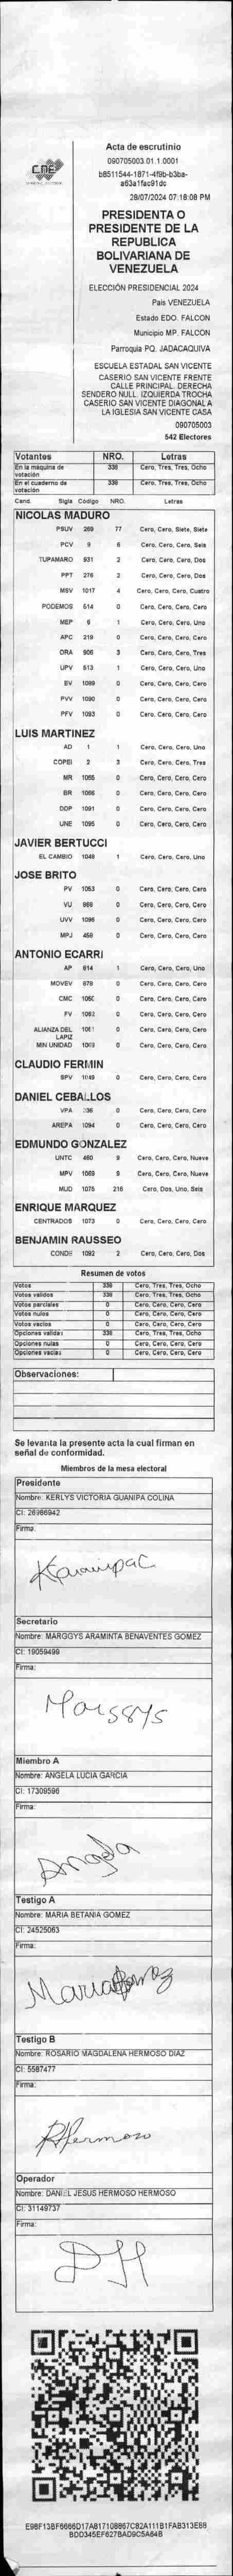 CNE
Acta de escrutinio
090705003.01.1.0001
b8511544-1871-4f9b-b3ba-
a63a1fac91dc
28/07/2024 07:18:08 PM
PRESIDENTA O
PRESIDENTE DE LA
REPUBLICA
BOLIVARIANA DE
VENEZUELA
ELECCIÓN PRESIDENCIAL 2024
País VENEZUELA
Estado EDO. FALCON
Municipio MP. FALCON
Parroquia PQ. JADACAQUIVA
ESCUELA ESTADAL SAN VICENTE
CASERIO SAN VICENTE FRENTE
CALLE PRINCIPAL. DERECHA
SENDERO NULL. IZQUIERDA TROCHA
CASERIO SAN VICENTE DIAGONAL A
LA IGLESIA SAN VICENTE CASA
090705003
542 Electores
Votantes NRO. Letras
En la máquina de votación 338 Cero, Tres, Tres, Ocho
En el cuaderno de votación 338 Cero, Tres, Tres, Ocho
Cand. Sigla Código NRO. Letras
NICOLAS MADURO
PSUV 269 77 Cero, Cero, Siete, Siete
PCV 9 6 Cero, Cero, Cero, Seis
TUPAMARO 931 2 Cero, Cero, Cero, Dos
PPT 276 2 Cero, Cero, Cero, Dos
MSV 1017 4 Cero, Cero, Cero, Cuatro
PODEMOS 514 0 Cero, Cero, Cero, Cero
MEP 6 1 Cero, Cero, Cero, Uno
APC 219 0 Cero, Cero, Cero, Cero
ORA 906 3 Cero, Cero, Cero, Tres
UPV 513 1 Cero, Cero, Cero, Uno
EV 1089 0 Cero, Cero, Cero, Cero
PVV 1090 0 Cero, Cero, Cero, Cero
PFV 1093 0 Cero, Cero, Cero, Cero
LUIS MARTINEZ
AD 1 1 Cero, Cero, Cero, Uno
COPEI 2 3 Cero, Cero, Cero, Tres
MR 1065 0 Cero, Cero, Cero, Cero
BR 1066 0 Cero, Cero, Cero, Cero
DDP 1091 0 Cero, Cero, Cero, Cero
UNE 1095 0 Cero, Cero, Cero, Cero
JAVIER BERTUCCI
EL CAMBIO 1048 1 Cero, Cero, Cero, Uno
JOSE BRITO
PV 1053 0 Cero, Cero, Cero, Cero
VU 868 0 Cero, Cero, Cero, Cero
UVV 1096 0 Cero, Cero, Cero, Cero
MPJ 458 0 Cero, Cero, Cero, Cero
ANTONIO ECARRI
AP 814 1 Cero, Cero, Cero, Uno
MOVEV 878 0 Cero, Cero, Cero, Cero
CMC 0 Cero, Cero, Cero, Cero
FV 1062 0 Cero, Cero, Cero, Cero
ALIANZA DEL LAPIZ 0 Cero, Cero, Cero, Cero
MIN UNIDAD 0 Cero, Cero, Cero, Cero
CLAUDIO FERMIN
SPV 1049 0 Cero, Cero, Cero, Cero
DANIEL CEBALLOS
VPA 0 Cero, Cero, Cero, Cero
AREPA 1094 0 Cero, Cero, Cero, Cero
EDMUNDO GONZALEZ
UNTC 460 9 Cero, Cero, Cero, Nueve
MPV 1069 9 Cero, Cero, Cero, Nueve
MUD 1075 216 Cero, Dos, Uno, Seis
ENRIQUE MARQUEZ
CENTRADOS 1073 0 Cero, Cero, Cero, Cero
BENJAMIN RAUSSEO
CONDE 1092 2 Cero, Cero, Cero, Dos
Resumen de votos
Votos 338 Cero, Tres, Tres, Ocho
Votos validos 338 Cero, Tres, Tres, Ocho
Votos parciales 0 Cero, Cero, Cero, Cero
Votos nulos 0 Cero, Cero, Cero, Cero
Votos vacios 0 Cero, Cero, Cero, Cero
Opciones validas 338 Cero, Tres, Tres, Ocho
Opciones nulas 0 Cero, Cero, Cero, Cero
Opciones vacias 0 Cero, Cero, Cero, Cero
Observaciones:
Se levanta la presente acta la cual firman en
señal de conformidad.
Miembros de la mesa electoral
Presidente
Nombre: KERLYS VICTORIA GUANIPA COLINA
CI: 26986942
Firma:
Secretario
Nombre: MARGGYS ARAMINTA BENAVENTES GOMEZ
CI: 19059499
Firma:
Marggys
Miembro A
Nombre: ANGELA LUCIA GARCIA
CI: 17309596
Firma:
Angela
Testigo A
Nombre: MARIA BETANIA GOMEZ
CI: 24525063
Firma:
Maria Gomez
Testigo B
Nombre: ROSARIO MAGDALENA HERMOSO DIAZ
CI: 5587477
Firma:
RHermoso
Operador
Nombre: DANIEL JESUS HERMOSO HERMOSO
CI: 31149737
Firma:
DH
E98F13BF6666D17A817108867C82A111B1FAB313E68
BDD345EF627BAD9C5A64B